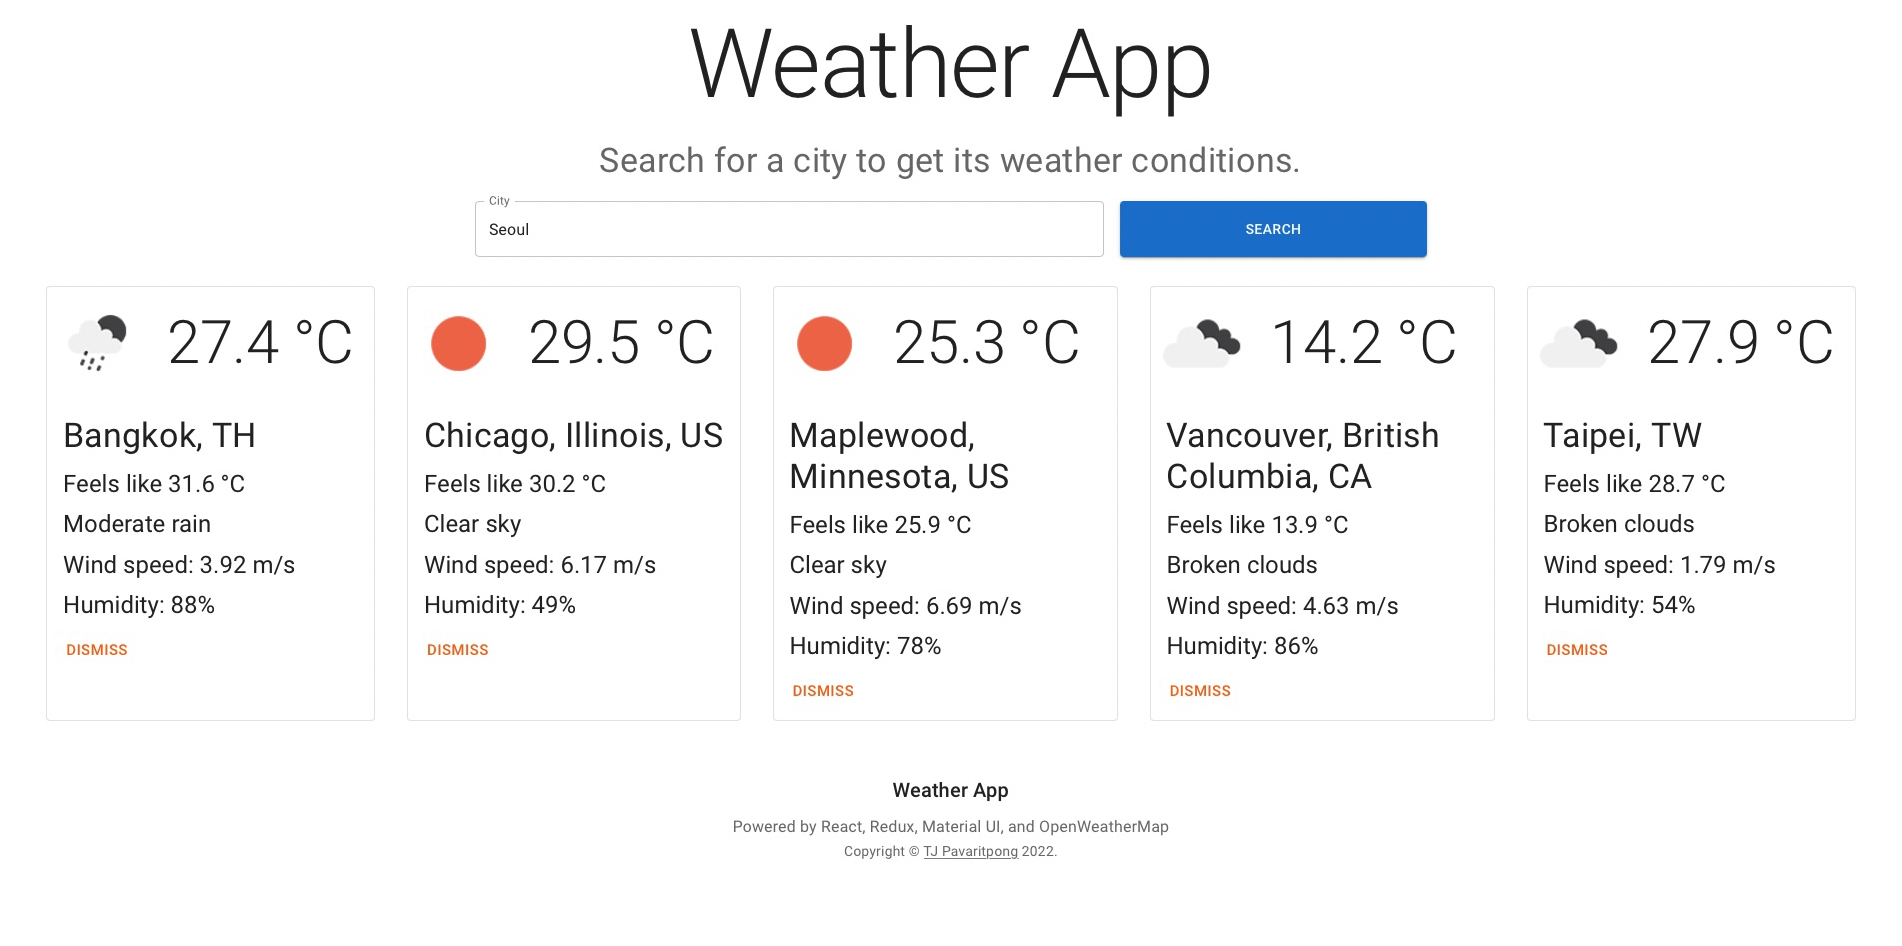 Weather App
Search for a city to get its weather conditions.
City
Seoul
SEARCH
27.4 °C
Bangkok, TH
Feels like 31.6 °C
Moderate rain
Wind speed: 3.92 m/s
Humidity: 88%
DISMISS
29.5 °C
Chicago, Illinois, US
Feels like 30.2 °C
Clear sky
Wind speed: 6.17 m/s
Humidity: 49%
DISMISS
25.3 °C
Maplewood,
Minnesota, US
Feels like 25.9 °C
Clear sky
Wind speed: 6.69 m/s
Humidity: 78%
DISMISS
14.2 °C
Vancouver, British
Columbia, CA
Feels like 13.9 °C
Broken clouds
Wind speed: 4.63 m/s
Humidity: 86%
DISMISS
27.9 °C
Taipei, TW
Feels like 28.7 °C
Broken clouds
Wind speed: 1.79 m/s
Humidity: 54%
DISMISS
Weather App
Powered by React, Redux, Material UI, and OpenWeatherMap
Copyright © TJ Pavaritpong 2022.